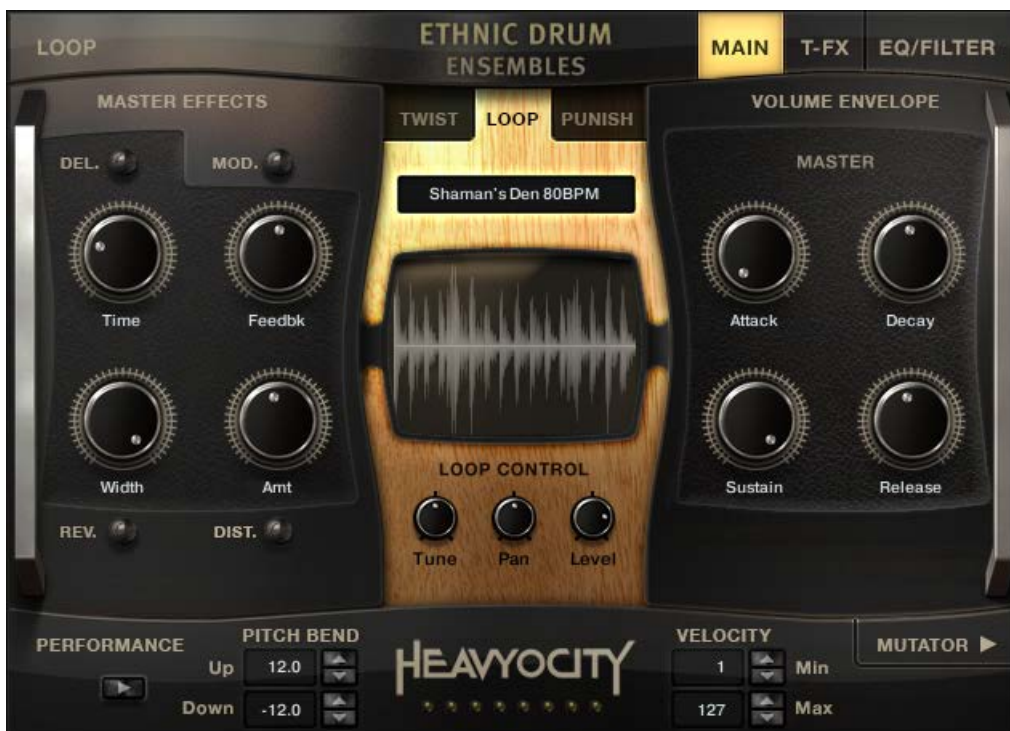 LOOP
ETHNIC DRUM
ENSEMBLES
MAIN
T-FX
EQ/FILTER
MASTER EFFECTS
TWIST
LOOP
PUNISH
VOLUME ENVELOPE
DEL.
MOD.
Shaman's Den 80BPM
MASTER
Time
Feedbk
Attack
Decay
Width
Amt
LOOP CONTROL
Sustain
Release
REV.
DIST.
Tune
Pan
Level
PERFORMANCE
PITCH BEND
Up
12.0
Down
-12.0
HEAVYOCITY
VELOCITY
1
Min
127
Max
MUTATOR